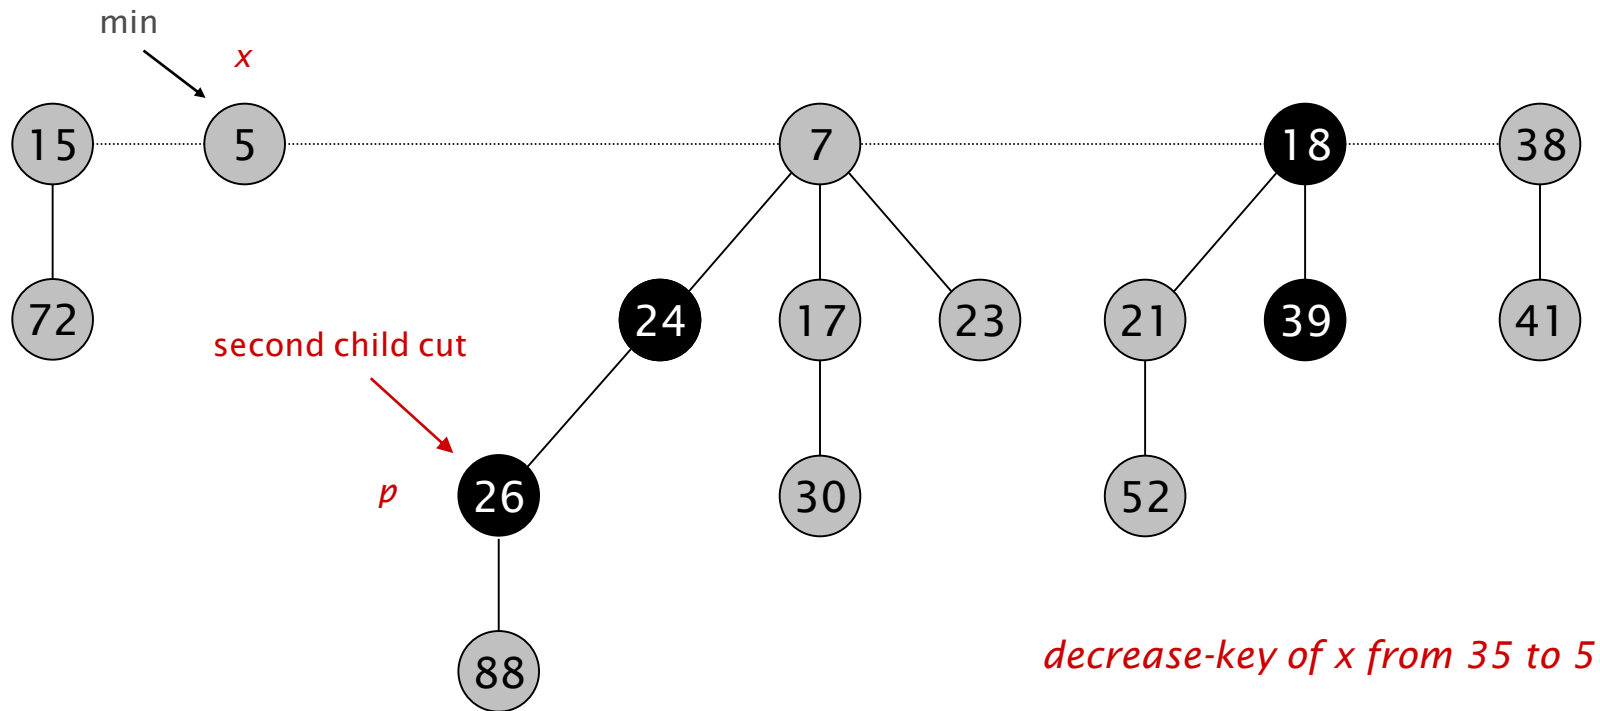 min
x
15 5 7 18 38
72 24 17 23 21 39 41
second child cut
p 26 30 52
88
decrease-key of x from 35 to 5